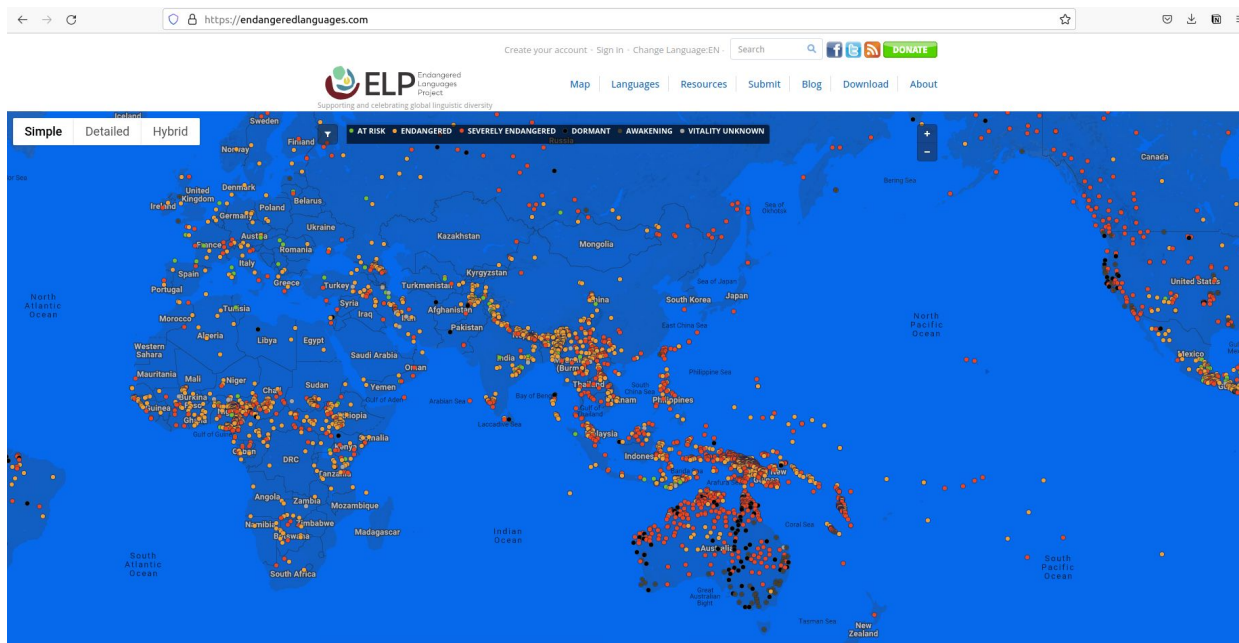 https://endangeredlanguages.com
Create your account · Sign in · Change Language:EN · Search
DONATE
ELP Endangered
Languages
Project
Supporting and celebrating global linguistic diversity
Map Languages Resources Submit Blog Download About
Simple Detailed Hybrid
AT RISK ENDANGERED SEVERELY ENDANGERED DORMANT AWAKENING VITALITY UNKNOWN
+
−
Iceland
Sweden
Finland
Russia
Norway
Canada
Bering Sea
United
Kingdom
Denmark
Ireland
Belarus
Poland
Germany
Sea of
Okhotsk
Ukraine
Austria
Kazakhstan
Mongolia
France
Romania
Italy
Kyrgyzstan
Spain
Portugal
Greece
Turkey
Turkmenistan
Sea of Japan
United States
North
Atlantic
Ocean
Syria
Iraq
Iran
Afghanistan
China
South Korea
Japan
Morocco
Tunisia
North
Pacific
Ocean
Algeria
Libya
Egypt
Pakistan
East China Sea
Western
Sahara
Saudi Arabia
India
(Burma)
Mexico
Oman
Mauritania
Mali
Niger
Chad
Sudan
Yemen
Thailand
Philippine Sea
South
China Sea
Burkina
Faso
Gulf of Aden
Arabian Sea
Bay of Bengal
Philippines
Guinea
Ghana
Ethiopia
Gulf of
Thailand
Laccadive Sea
Somalia
Malaysia
Gabon
DRC
Kenya
Indonesia
Tanzania
Angola
Zambia
Mozambique
Coral Sea
Namibia
Zimbabwe
Botswana
Madagascar
Indian
Ocean
Australia
South
Atlantic
Ocean
South Africa
South
Pacific
Ocean
Great
Australian
Bight
Tasman Sea
New
Zealand